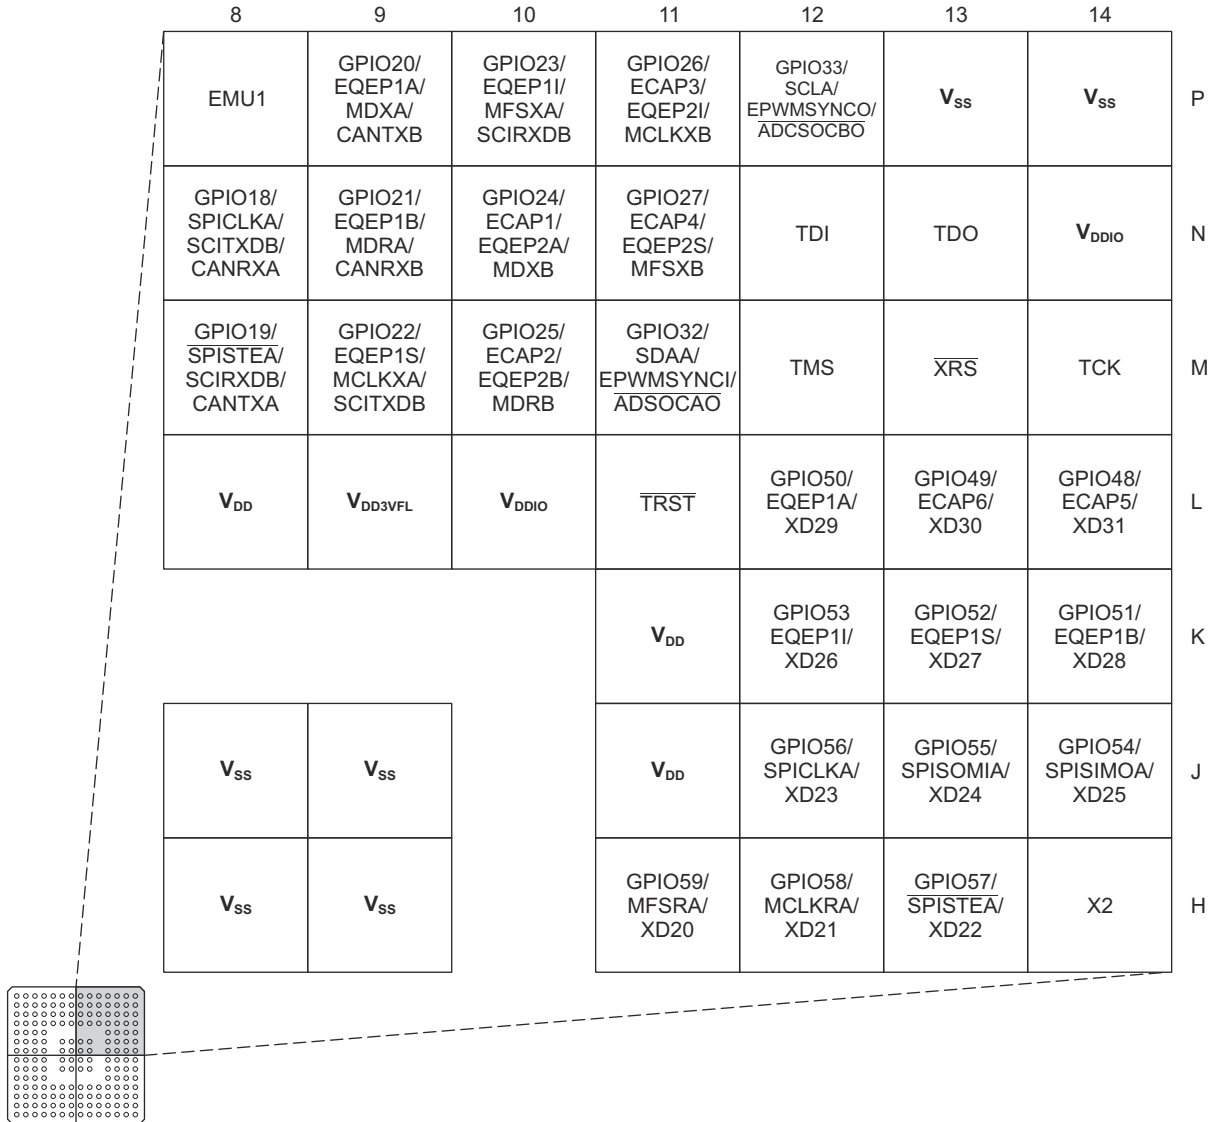 8 9 10 11 12 13 14
EMU1
GPIO20/
EQEP1A/
MDXA/
CANTXB
GPIO23/
EQEP1I/
MFSXA/
SCIRXDB
GPIO26/
ECAP3/
EQEP2I/
MCLKXB
GPIO33/
SCLA/
EPWMSYNCO/
ADCSOCBO
VSS
VSS
P
GPIO18/
SPICLKA/
SCITXDB/
CANRXA
GPIO21/
EQEP1B/
MDRA/
CANRXB
GPIO24/
ECAP1/
EQEP2A/
MDXB
GPIO27/
ECAP4/
EQEP2S/
MFSXB
TDI
TDO
VDDIO
N
GPIO19/
SPISTEA/
SCIRXDB/
CANTXA
GPIO22/
EQEP1S/
MCLKXA/
SCITXDB
GPIO25/
ECAP2/
EQEP2B/
MDRB
GPIO32/
SDAA/
EPWMSYNCI/
ADSOCAO
TMS
XRS
TCK
M
VDD
VDD3VFL
VDDIO
TRST
GPIO50/
EQEP1A/
XD29
GPIO49/
ECAP6/
XD30
GPIO48/
ECAP5/
XD31
L
VDD
GPIO53
EQEP1I/
XD26
GPIO52/
EQEP1S/
XD27
GPIO51/
EQEP1B/
XD28
K
VSS
VSS
VDD
GPIO56/
SPICLKA/
XD23
GPIO55/
SPISOMIA/
XD24
GPIO54/
SPISIMOA/
XD25
J
VSS
VSS
GPIO59/
MFSRA/
XD20
GPIO58/
MCLKRA/
XD21
GPIO57/
SPISTEA/
XD22
X2
H